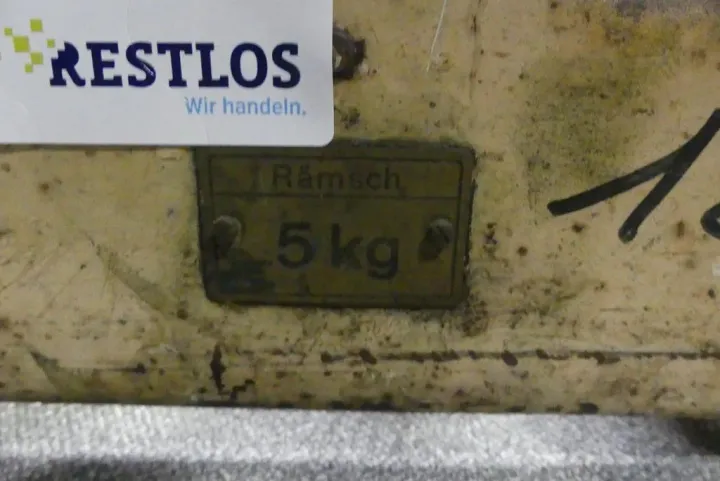 RESTLOS
Wir handeln.
Rämsch
5 kg